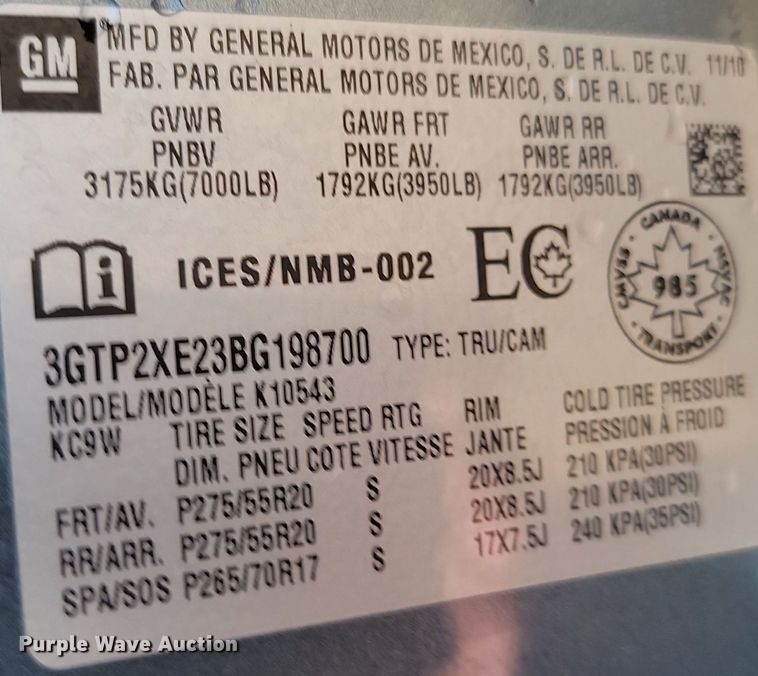 GM
MFD BY GENERAL MOTORS DE MEXICO, S. DE R.L. DE C.V. 11/10
FAB. PAR GENERAL MOTORS DE MEXICO, S. DE R.L. DE C.V.
GVWR GAWR FRT GAWR RR
PNBV PNBE AV. PNBE ARR.
3175KG(7000LB) 1792KG(3950LB) 1792KG(3950LB)
i ICES/NMB-002 EC
CANADA
CMVSS 985 NSVAC
TRANSPORT
3GTP2XE23BG198700 TYPE: TRU/CAM
MODEL/MODÈLE K10543
KC9W TIRE SIZE SPEED RTG RIM COLD TIRE PRESSURE
DIM. PNEU COTE VITESSE JANTE PRESSION À FROID
FRT/AV. P275/55R20 S 20X8.5J 210 KPA(30PSI)
RR/ARR. P275/55R20 S 20X8.5J 210 KPA(30PSI)
SPA/SOS P265/70R17 S 17X7.5J 240 KPA(35PSI)
Purple Wave Auction